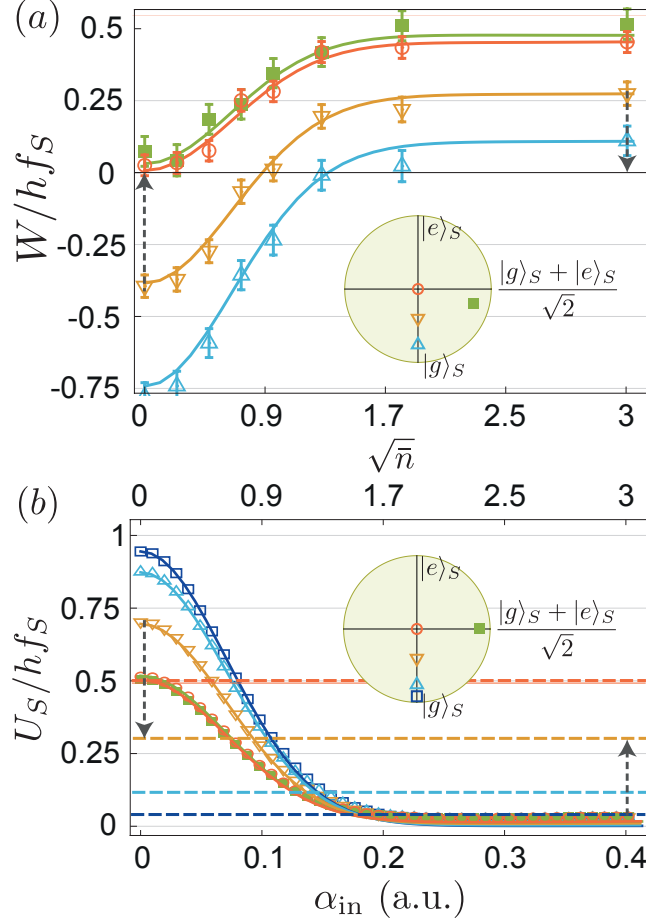 (a)
0.5
0.25
0
-0.25
-0.5
-0.75
W/hf_S
|e⟩_S
|g⟩_S + |e⟩_S
√2
|g⟩_S
0 0.9 1.7 2.5 3
√n̄
(b)
0 0.9 1.7 3
1
0.75
0.5
0.25
0
U_S/hf_S
|e⟩_S
|g⟩_S + |e⟩_S
√2
|g⟩_S
0 0.1 0.2 0.3 0.4
α_in (a.u.)